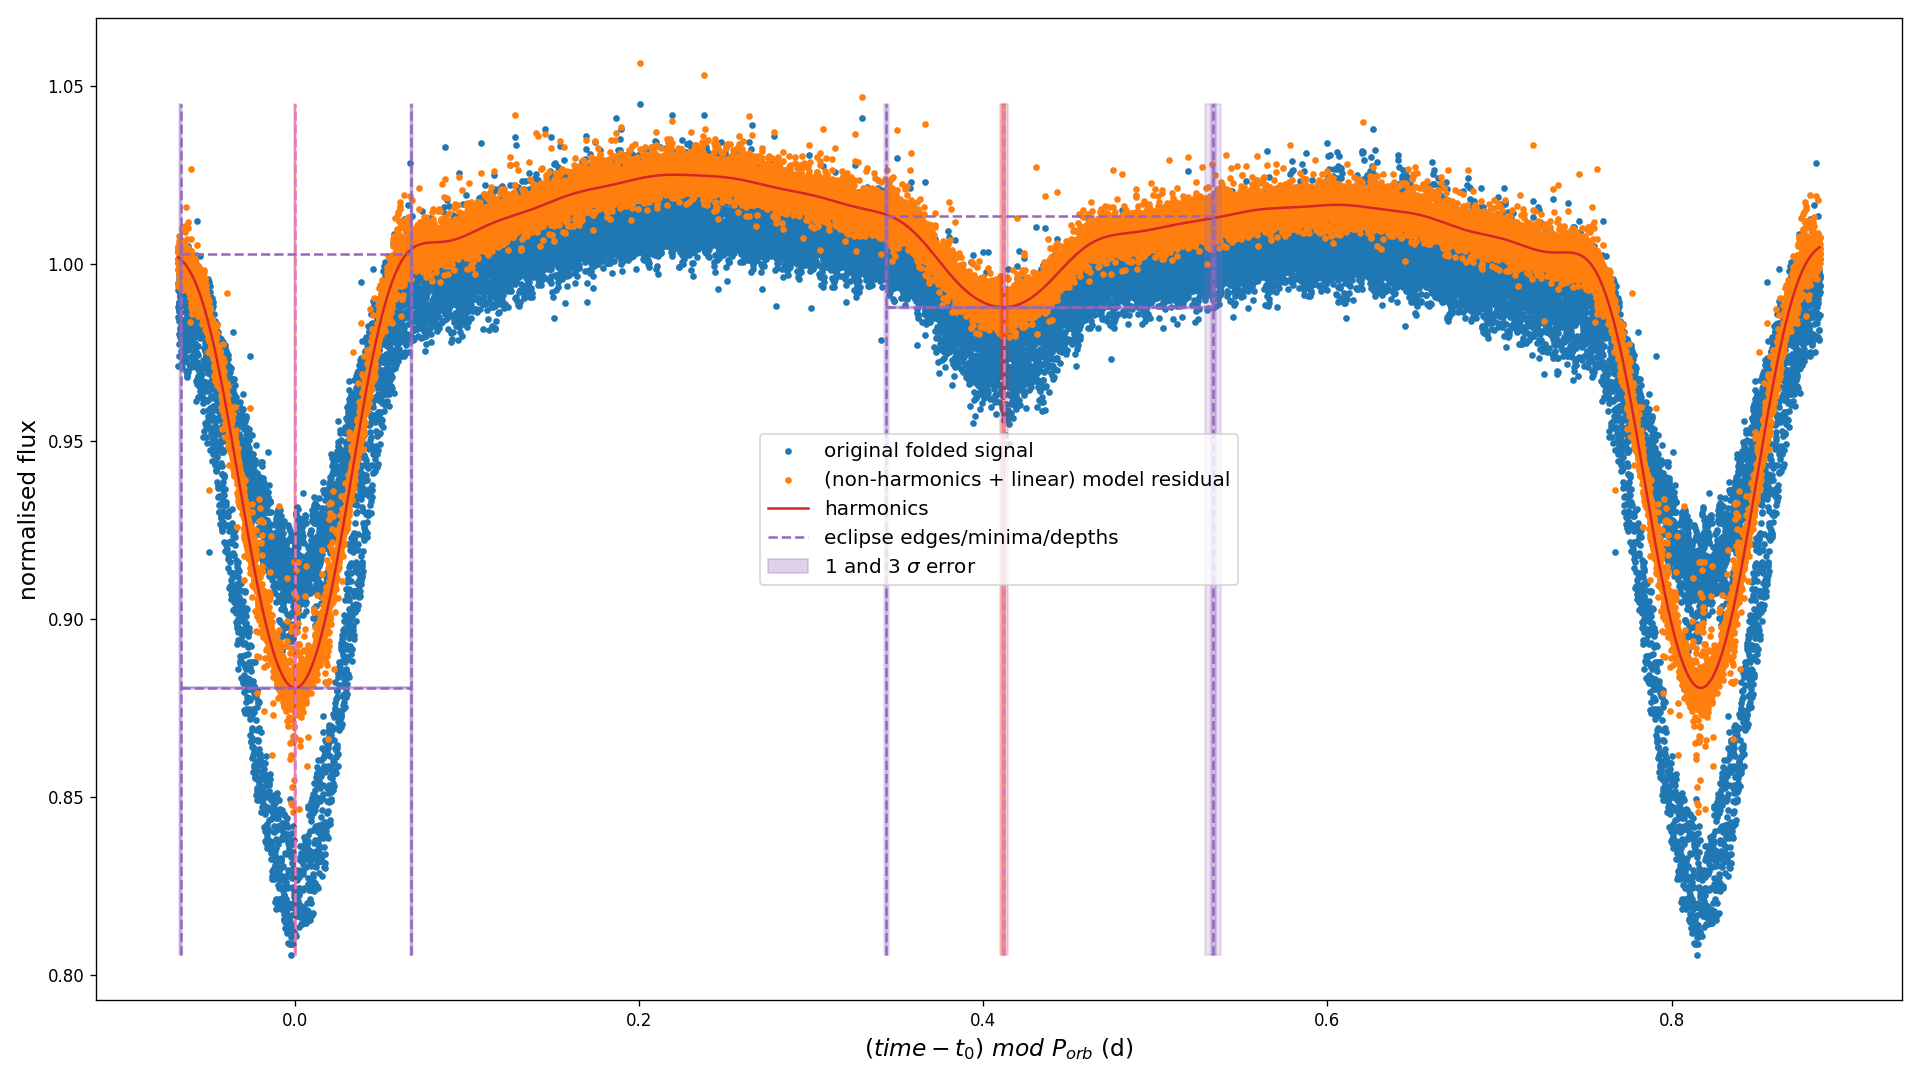 normalised flux
1.05
1.00
0.95
0.90
0.85
0.80
original folded signal
(non-harmonics + linear) model residual
harmonics
eclipse edges/minima/depths
1 and 3 σ error
0.0 0.2 0.4 0.6 0.8
(time − t₀) mod P_orb (d)